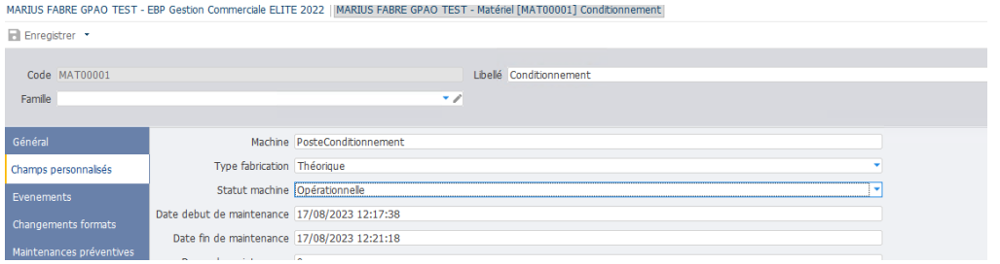 MARIUS FABRE GPAO TEST - EBP Gestion Commerciale ELITE 2022 MARIUS FABRE GPAO TEST - Matériel [MAT00001] Conditionnement
Enregistrer
Code MAT00001 Libellé Conditionnement
Famille
Général
Machine PosteConditionnement
Champs personnalisés
Type fabrication Théorique
Evenements
Statut machine Opérationnelle
Changements formats
Date debut de maintenance 17/08/2023 12:17:38
Maintenances préventives
Date fin de maintenance 17/08/2023 12:21:18